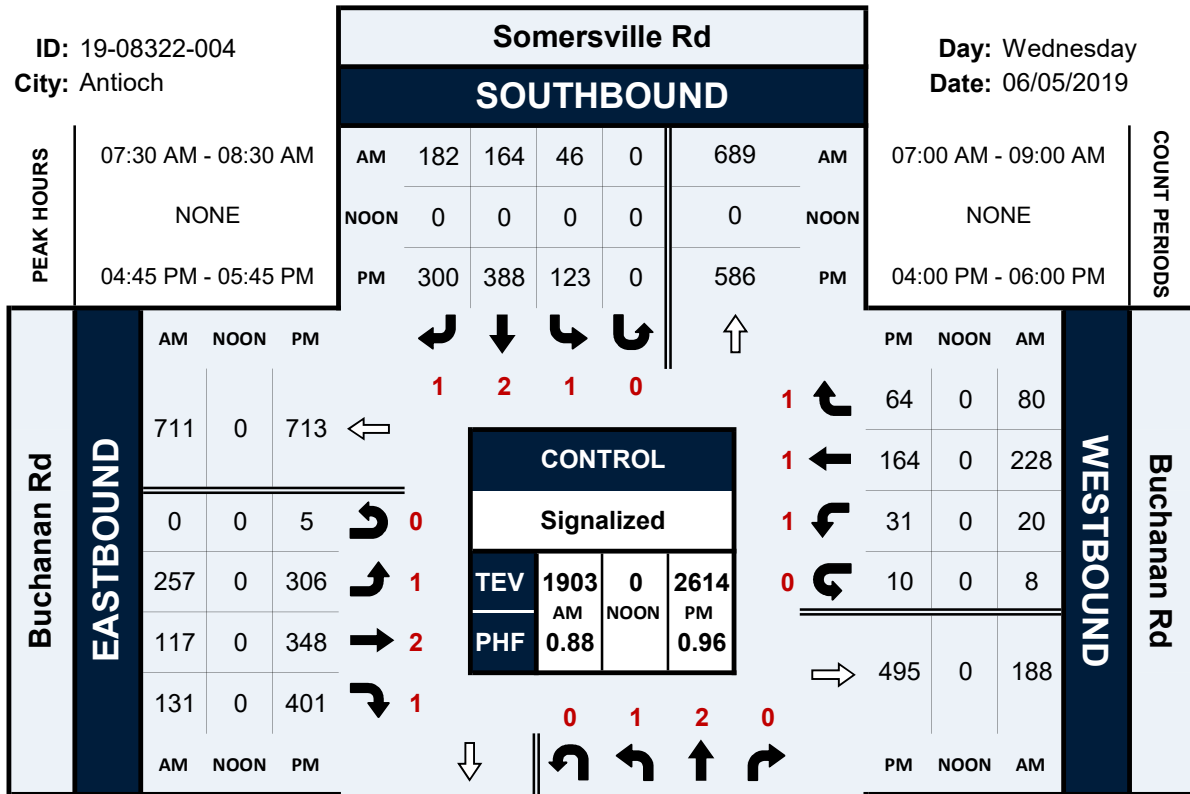 Somersville Rd
ID: 19-08322-004
City: Antioch
Day: Wednesday
Date: 06/05/2019
SOUTHBOUND
PEAK HOURS
07:30 AM - 08:30 AM
NONE
04:45 PM - 05:45 PM
AM 182 164 46 0 689 AM
NOON 0 0 0 0 0 NOON
PM 300 388 123 0 586 PM
07:00 AM - 09:00 AM
NONE
04:00 PM - 06:00 PM
COUNT PERIODS
1 2 1 0
Buchanan Rd
EASTBOUND
AM NOON PM
711 0 713
0 0 5 0
257 0 306 1
117 0 348 2
131 0 401 1
AM NOON PM
CONTROL
Signalized
TEV 1903 0 2614
AM NOON PM
PHF 0.88 0.96
0 1 2 0
PM NOON AM
1 64 0 80
1 164 0 228
1 31 0 20
0 10 0 8
495 0 188
PM NOON AM
WESTBOUND
Buchanan Rd